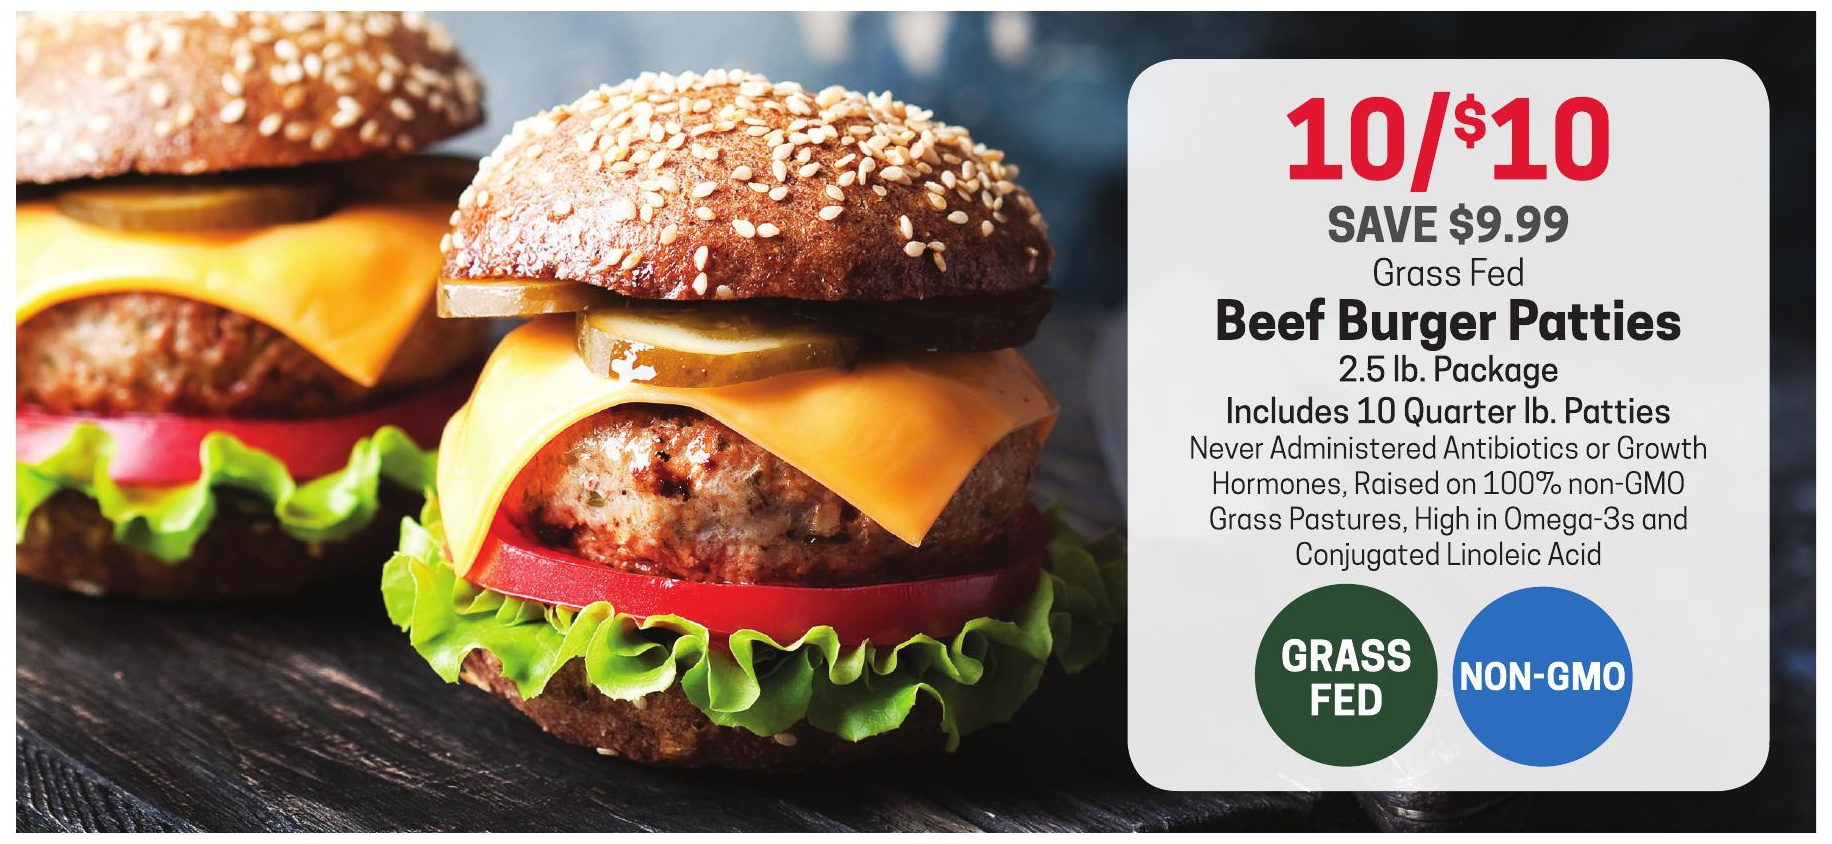 10/$10
SAVE $9.99
Grass Fed
Beef Burger Patties
2.5 lb. Package
Includes 10 Quarter lb. Patties
Never Administered Antibiotics or Growth
Hormones, Raised on 100% non-GMO
Grass Pastures, High in Omega-3s and
Conjugated Linoleic Acid
GRASS
FED
NON-GMO